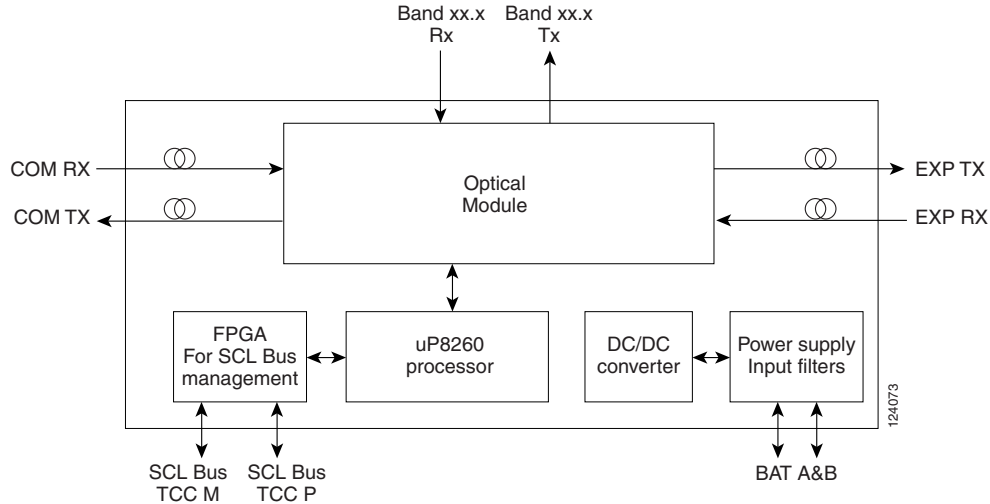 Band xx.x
Rx
Band xx.x
Tx
COM RX
COM TX
Optical
Module
EXP TX
EXP RX
FPGA
For SCL Bus
management
uP8260
processor
DC/DC
converter
Power supply
Input filters
124073
SCL Bus
TCC M
SCL Bus
TCC P
BAT A&B